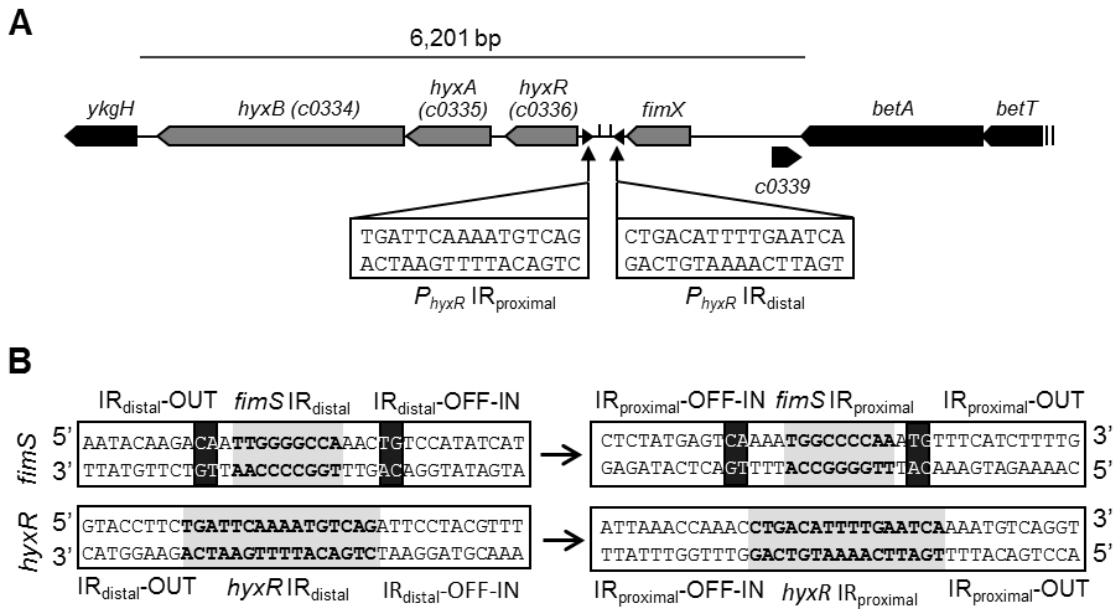 A
6,201 bp
ykgH
hyxB (c0334)
hyxA (c0335)
hyxR (c0336)
fimX
betA
betT
c0339
TGATTCAAAATGTCAG
ACTAAGTTTTACAGTC
CTGACATTTTGAATCA
GACTGTAAAACTTAGT
PhyxR IRproximal
PhyxR IRdistal
B
IRdistal-OUT fimS IRdistal IRdistal-OFF-IN
IRproximal-OFF-IN fimS IRproximal IRproximal-OUT
fimS
5' AATACAAGACAATTGGGGCCAAACTGTCCATATCAT
3' TTATGTTCTGTTAACCCCGGTTTGACAGGTATAGTA
CTCTATGAGTCAAAATGGCCCCAAATGTTTCATCTTTTG 3'
GAGATACTCAGTTTTACCGGGGTTTACAAAGTAGAAAAC 5'
hyxR
5' GTACCTTCTGATTCAAAATGTCAGATTCCTACGTTT
3' CATGGAAGACTAAGTTTTACAGTCTAAGGATGCAAA
ATTAAACCAAACCTGACATTTTGAATCAAAATGTCAGGT 3'
TTATTTGGTTTGGACTGTAAAACTTAGTTTTACAGTCCA 5'
IRdistal-OUT hyxR IRdistal IRdistal-OFF-IN
IRproximal-OFF-IN hyxR IRproximal IRproximal-OUT